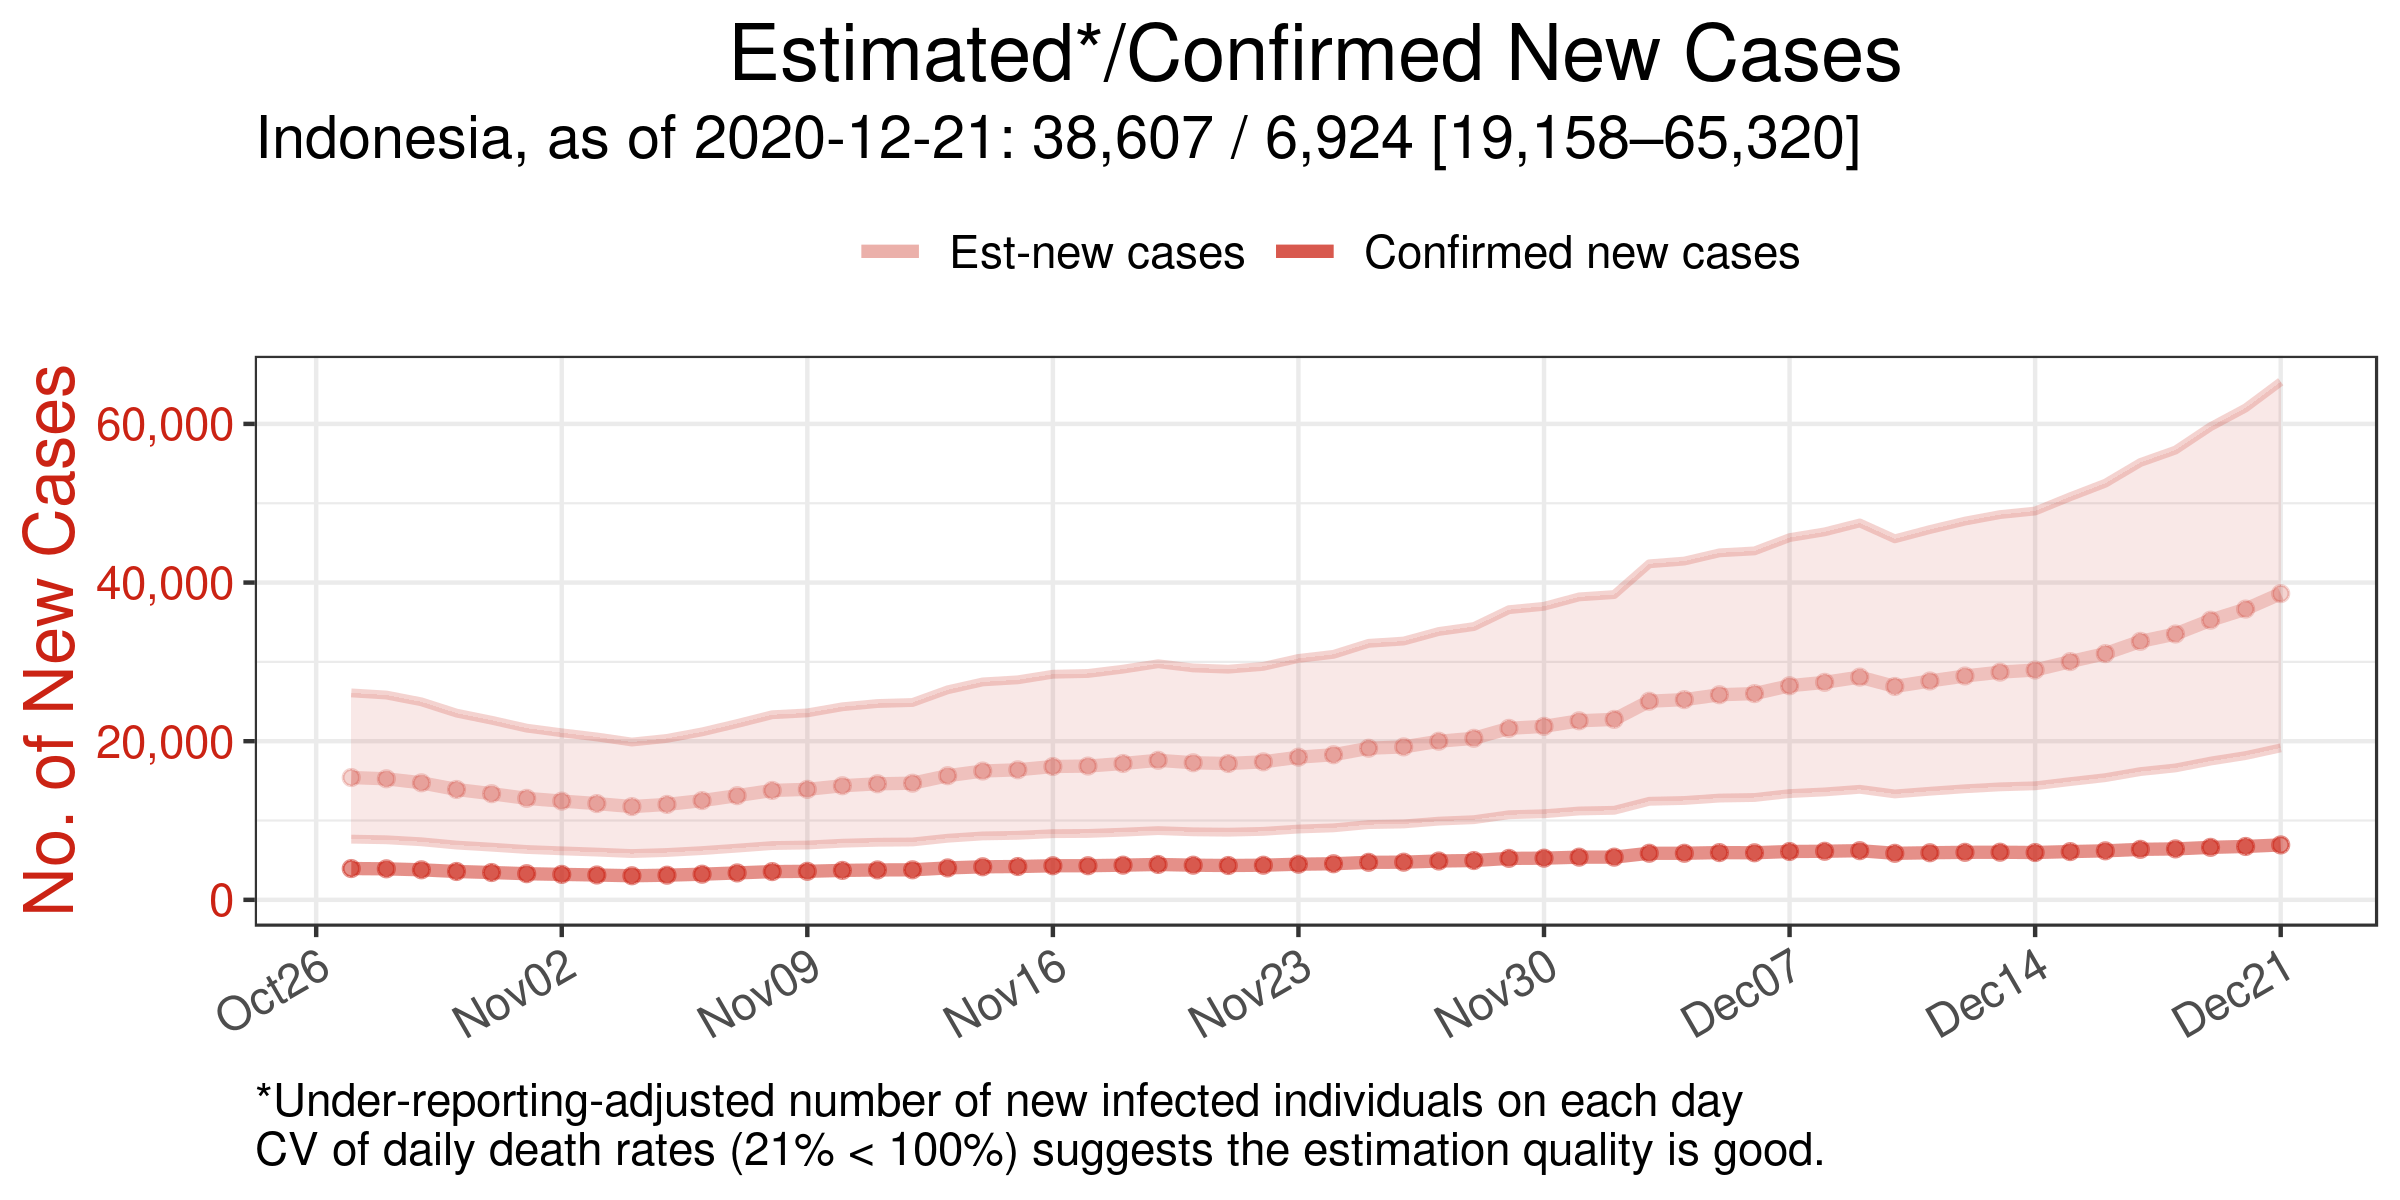 Estimated*/Confirmed New Cases
Indonesia, as of 2020-12-21: 38,607 / 6,924 [19,158–65,320]
Est-new cases
Confirmed new cases
No. of New Cases
60,000
40,000
20,000
0
Oct26
Nov02
Nov09
Nov16
Nov23
Nov30
Dec07
Dec14
Dec21
*Under-reporting-adjusted number of new infected individuals on each day
CV of daily death rates (21% < 100%) suggests the estimation quality is good.